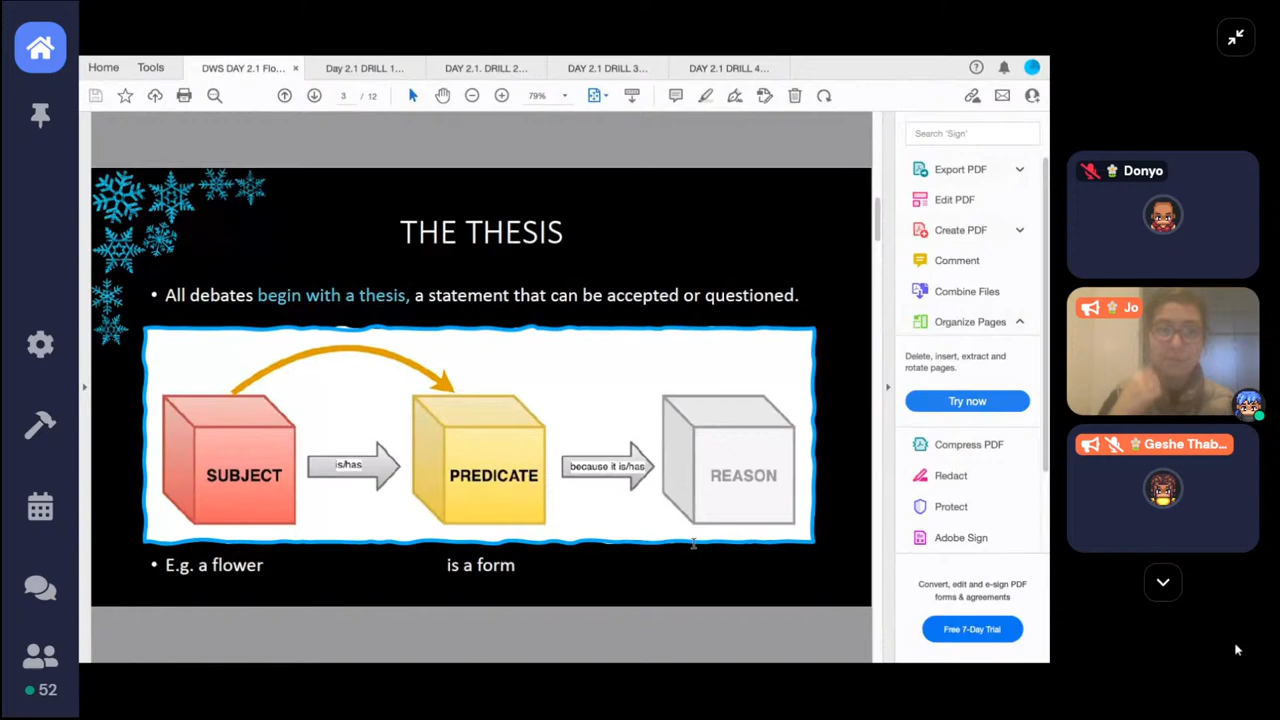 Home Tools DWS DAY 2.1 Flo... × Day 2.1 DRILL 1... DAY 2.1. DRILL 2... DAY 2.1 DRILL 3... DAY 2.1 DRILL 4...
3 / 12 79%
THE THESIS
• All debates begin with a thesis, a statement that can be accepted or questioned.
SUBJECT is/has PREDICATE because it is/has REASON
• E.g. a flower is a form
Search 'Sign'
Export PDF
Edit PDF
Create PDF
Comment
Combine Files
Organize Pages
Delete, insert, extract and
rotate pages.
Try now
Compress PDF
Redact
Protect
Adobe Sign
Convert, edit and e-sign PDF
forms & agreements
Free 7-Day Trial
Donyo
Jo
Geshe Thab...
52